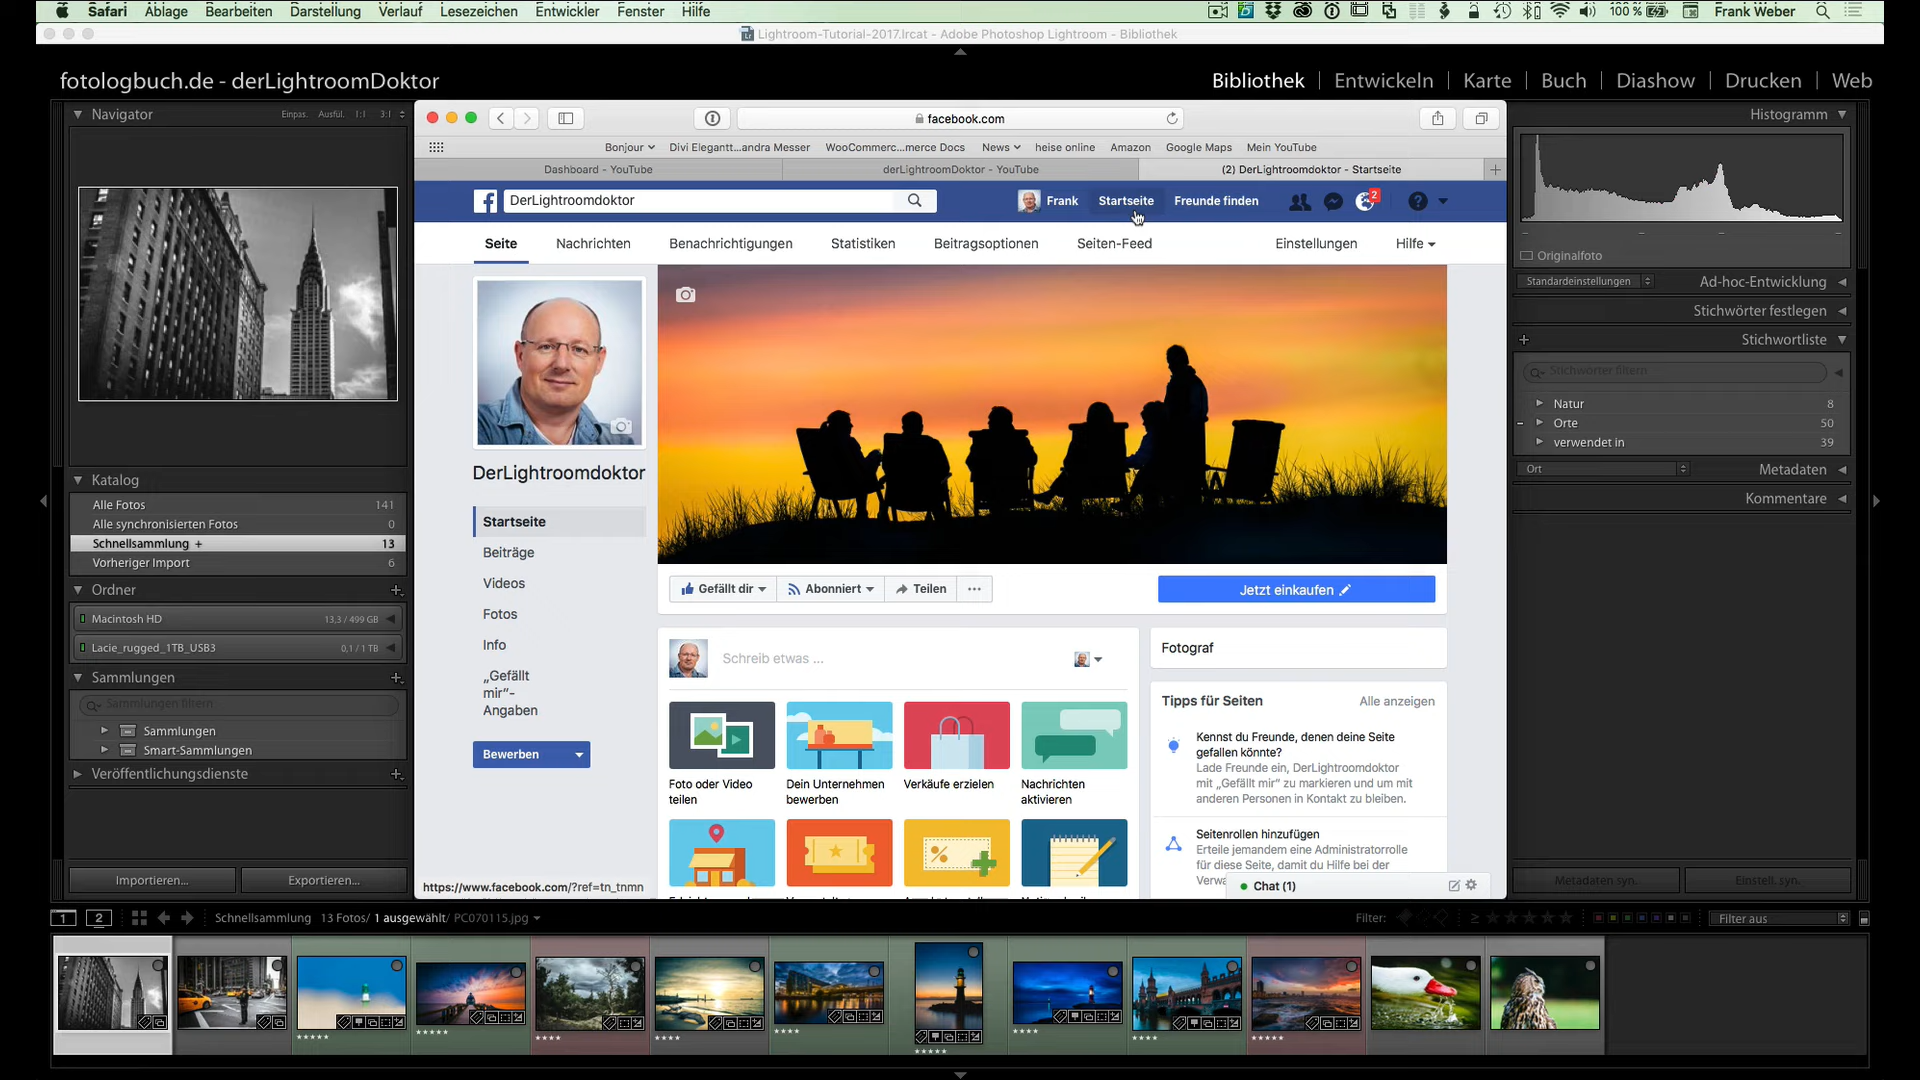 Safari Ablage Bearbeiten Darstellung Verlauf Lesezeichen Entwickler Fenster Hilfe 100 % Frank Weber
Lightroom-Tutorial-2017.lrcat - Adobe Photoshop Lightroom - Bibliothek
fotologbuch.de - derLightroomDoktor
Bibliothek | Entwickeln | Karte | Buch | Diashow | Drucken | Web
Navigator Einpas. Ausfül. 1:1 3:1
Katalog
Alle Fotos 141
Alle synchronisierten Fotos 0
Schnellsammlung + 13
Vorheriger Import 6
Ordner
Macintosh HD 13,3 / 499 GB
Lacie_rugged_1TB_USB3 0,1 / 1 TB
Sammlungen
Sammlungen filtern
Sammlungen
Smart-Sammlungen
Veröffentlichungsdienste
Importieren... Exportieren...
facebook.com
Bonjour Divi Elegantt...andra Messer WooCommerc...merce Docs News heise online Amazon Google Maps Mein YouTube
Dashboard - YouTube derLightroomDoktor - YouTube (2) DerLightroomdoktor - Startseite
DerLightroomdoktor Frank Startseite Freunde finden 2
Seite Nachrichten Benachrichtigungen Statistiken Beitragsoptionen Seiten-Feed Einstellungen Hilfe
DerLightroomdoktor
Startseite
Beiträge
Videos
Fotos
Info
„Gefällt
mir“-
Angaben
Bewerben
Gefällt dir Abonniert Teilen ... Jetzt einkaufen
Schreib etwas ...
Foto oder Video
teilen
Dein Unternehmen
bewerben
Verkäufe erzielen
Nachrichten
aktivieren
Fotograf
Tipps für Seiten Alle anzeigen
Kennst du Freunde, denen deine Seite
gefallen könnte?
Lade Freunde ein, DerLightroomdoktor
mit „Gefällt mir“ zu markieren und um mit
anderen Personen in Kontakt zu bleiben.
Seitenrollen hinzufügen
Erteile jemandem eine Administratorrolle
für diese Seite, damit du Hilfe bei der
Chat (1)
https://www.facebook.com/?ref=tn_tnmn
Histogramm
Originalfoto
Standardeinstellungen Ad-hoc-Entwicklung
Stichwörter festlegen
+ Stichwortliste
Stichwörter filtern
Natur 8
Orte 50
verwendet in 39
Ort Metadaten
Kommentare
Metadaten syn. Einstell. syn.
1 2 Schnellsammlung 13 Fotos/ 1 ausgewählt/ PC070115.jpg Filter: Filter aus